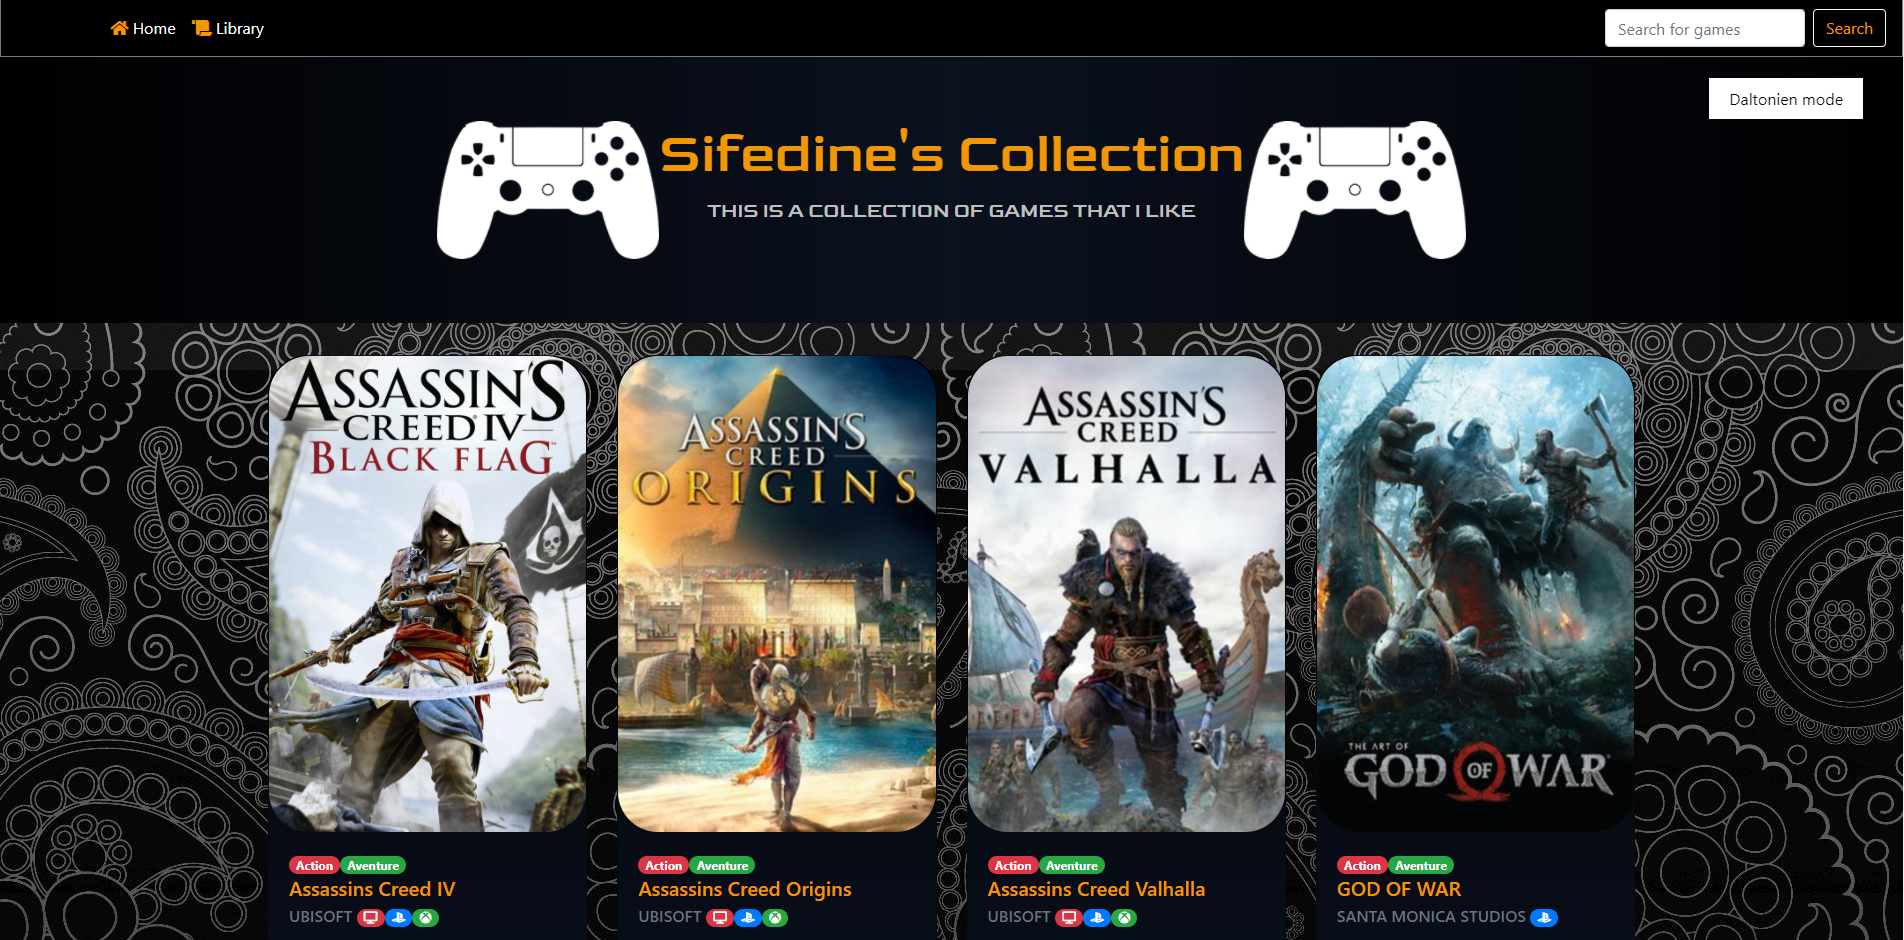 Home Library Search for games Search
Daltonien mode
Sifedine's Collection
THIS IS A COLLECTION OF GAMES THAT I LIKE
ASSASSIN'S
CREED IV
BLACK FLAG
ASSASSIN'S
CREED
ORIGINS
ASSASSIN'S
CREED
VALHALLA
THE ART OF
GOD OF WAR
Action Aventure
Assassins Creed IV
UBISOFT
Action Aventure
Assassins Creed Origins
UBISOFT
Action Aventure
Assassins Creed Valhalla
UBISOFT
Action Aventure
GOD OF WAR
SANTA MONICA STUDIOS